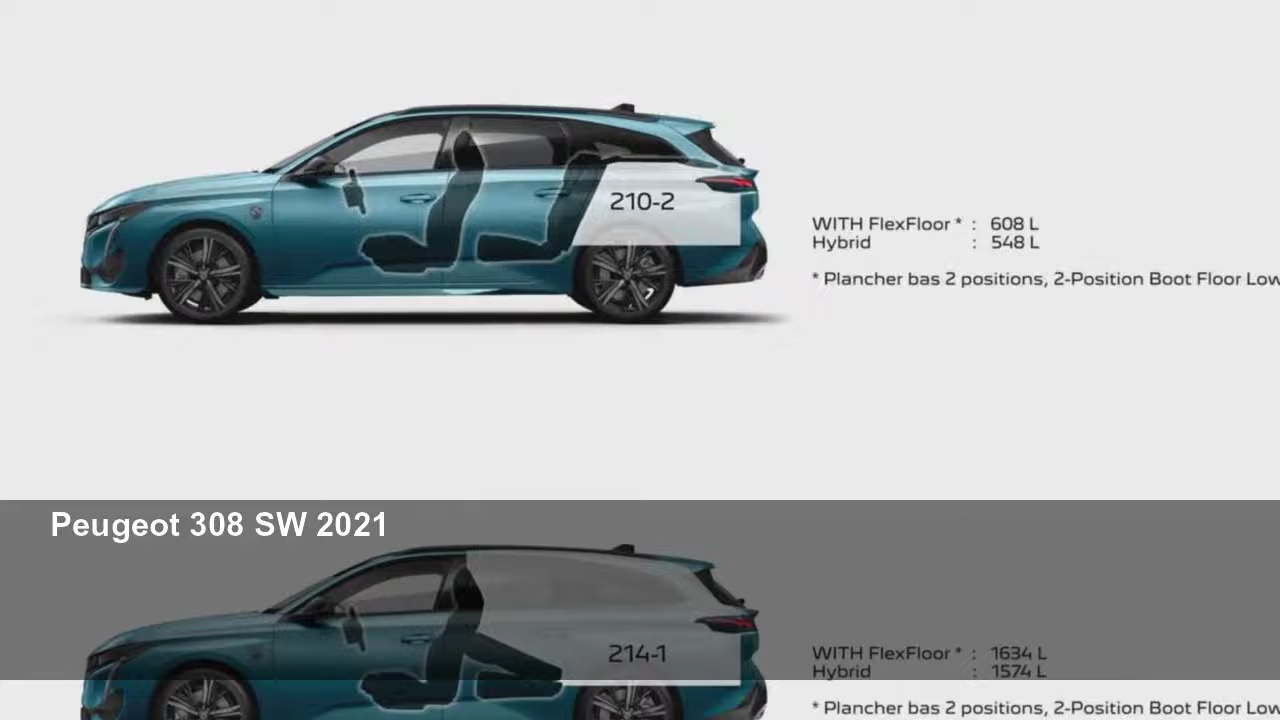 210-2
WITH FlexFloor * : 608 L
Hybrid : 548 L
* Plancher bas 2 positions, 2-Position Boot Floor Low
Peugeot 308 SW 2021
214-1
WITH FlexFloor * : 1634 L
Hybrid : 1574 L
* Plancher bas 2 positions, 2-Position Boot Floor Low